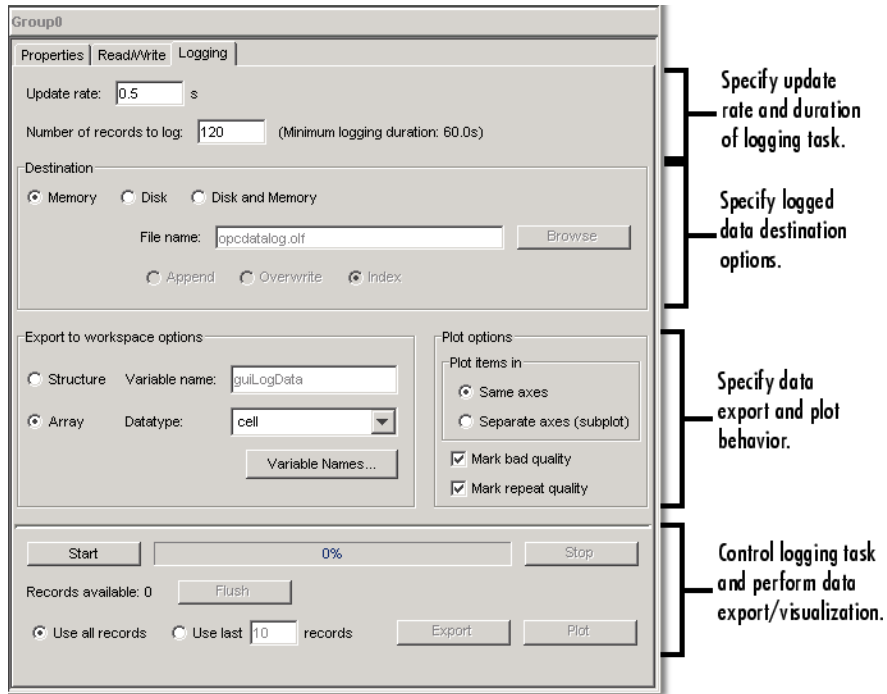 Group0
Properties Read/Write Logging
Update rate: 0.5 s
Number of records to log: 120 (Minimum logging duration: 60.0s)
Specify update
rate and duration
of logging task.
Destination
Memory Disk Disk and Memory
File name: opcdatalog.olf Browse
Append Overwrite Index
Specify logged
data destination
options.
Export to workspace options
Structure Variable name: guiLogData
Array Datatype: cell
Variable Names...
Plot options
Plot items in
Same axes
Separate axes (subplot)
Mark bad quality
Mark repeat quality
Specify data
export and plot
behavior.
Start 0% Stop
Records available: 0 Flush
Use all records Use last 10 records Export Plot
Control logging task
and perform data
export/visualization.